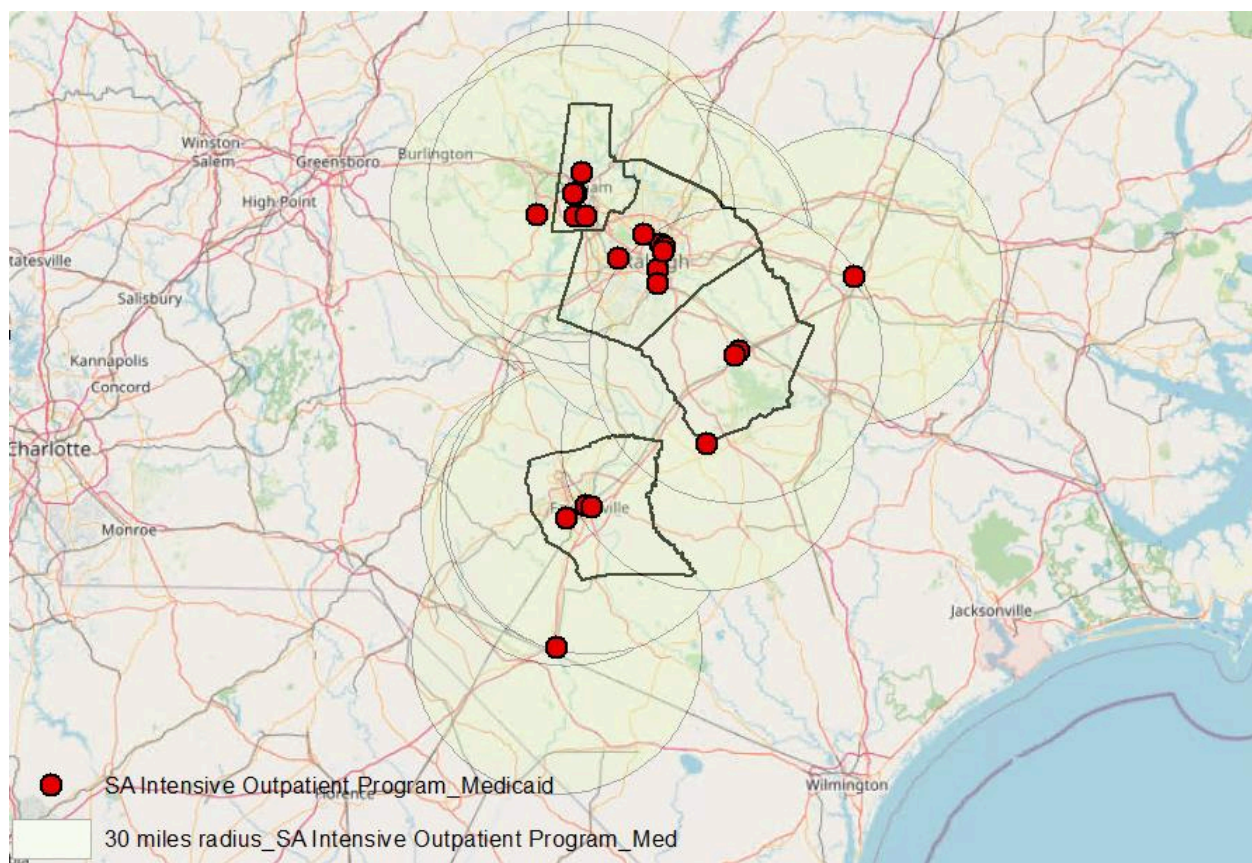 Winston-
Salem
Greensboro
Burlington
High Point
tatesville
Salisbury
Kannapolis
Concord
Charlotte
Monroe
Jacksonville
Wilmington
SA Intensive Outpatient Program_Medicaid
30 miles radius_SA Intensive Outpatient Program_Med